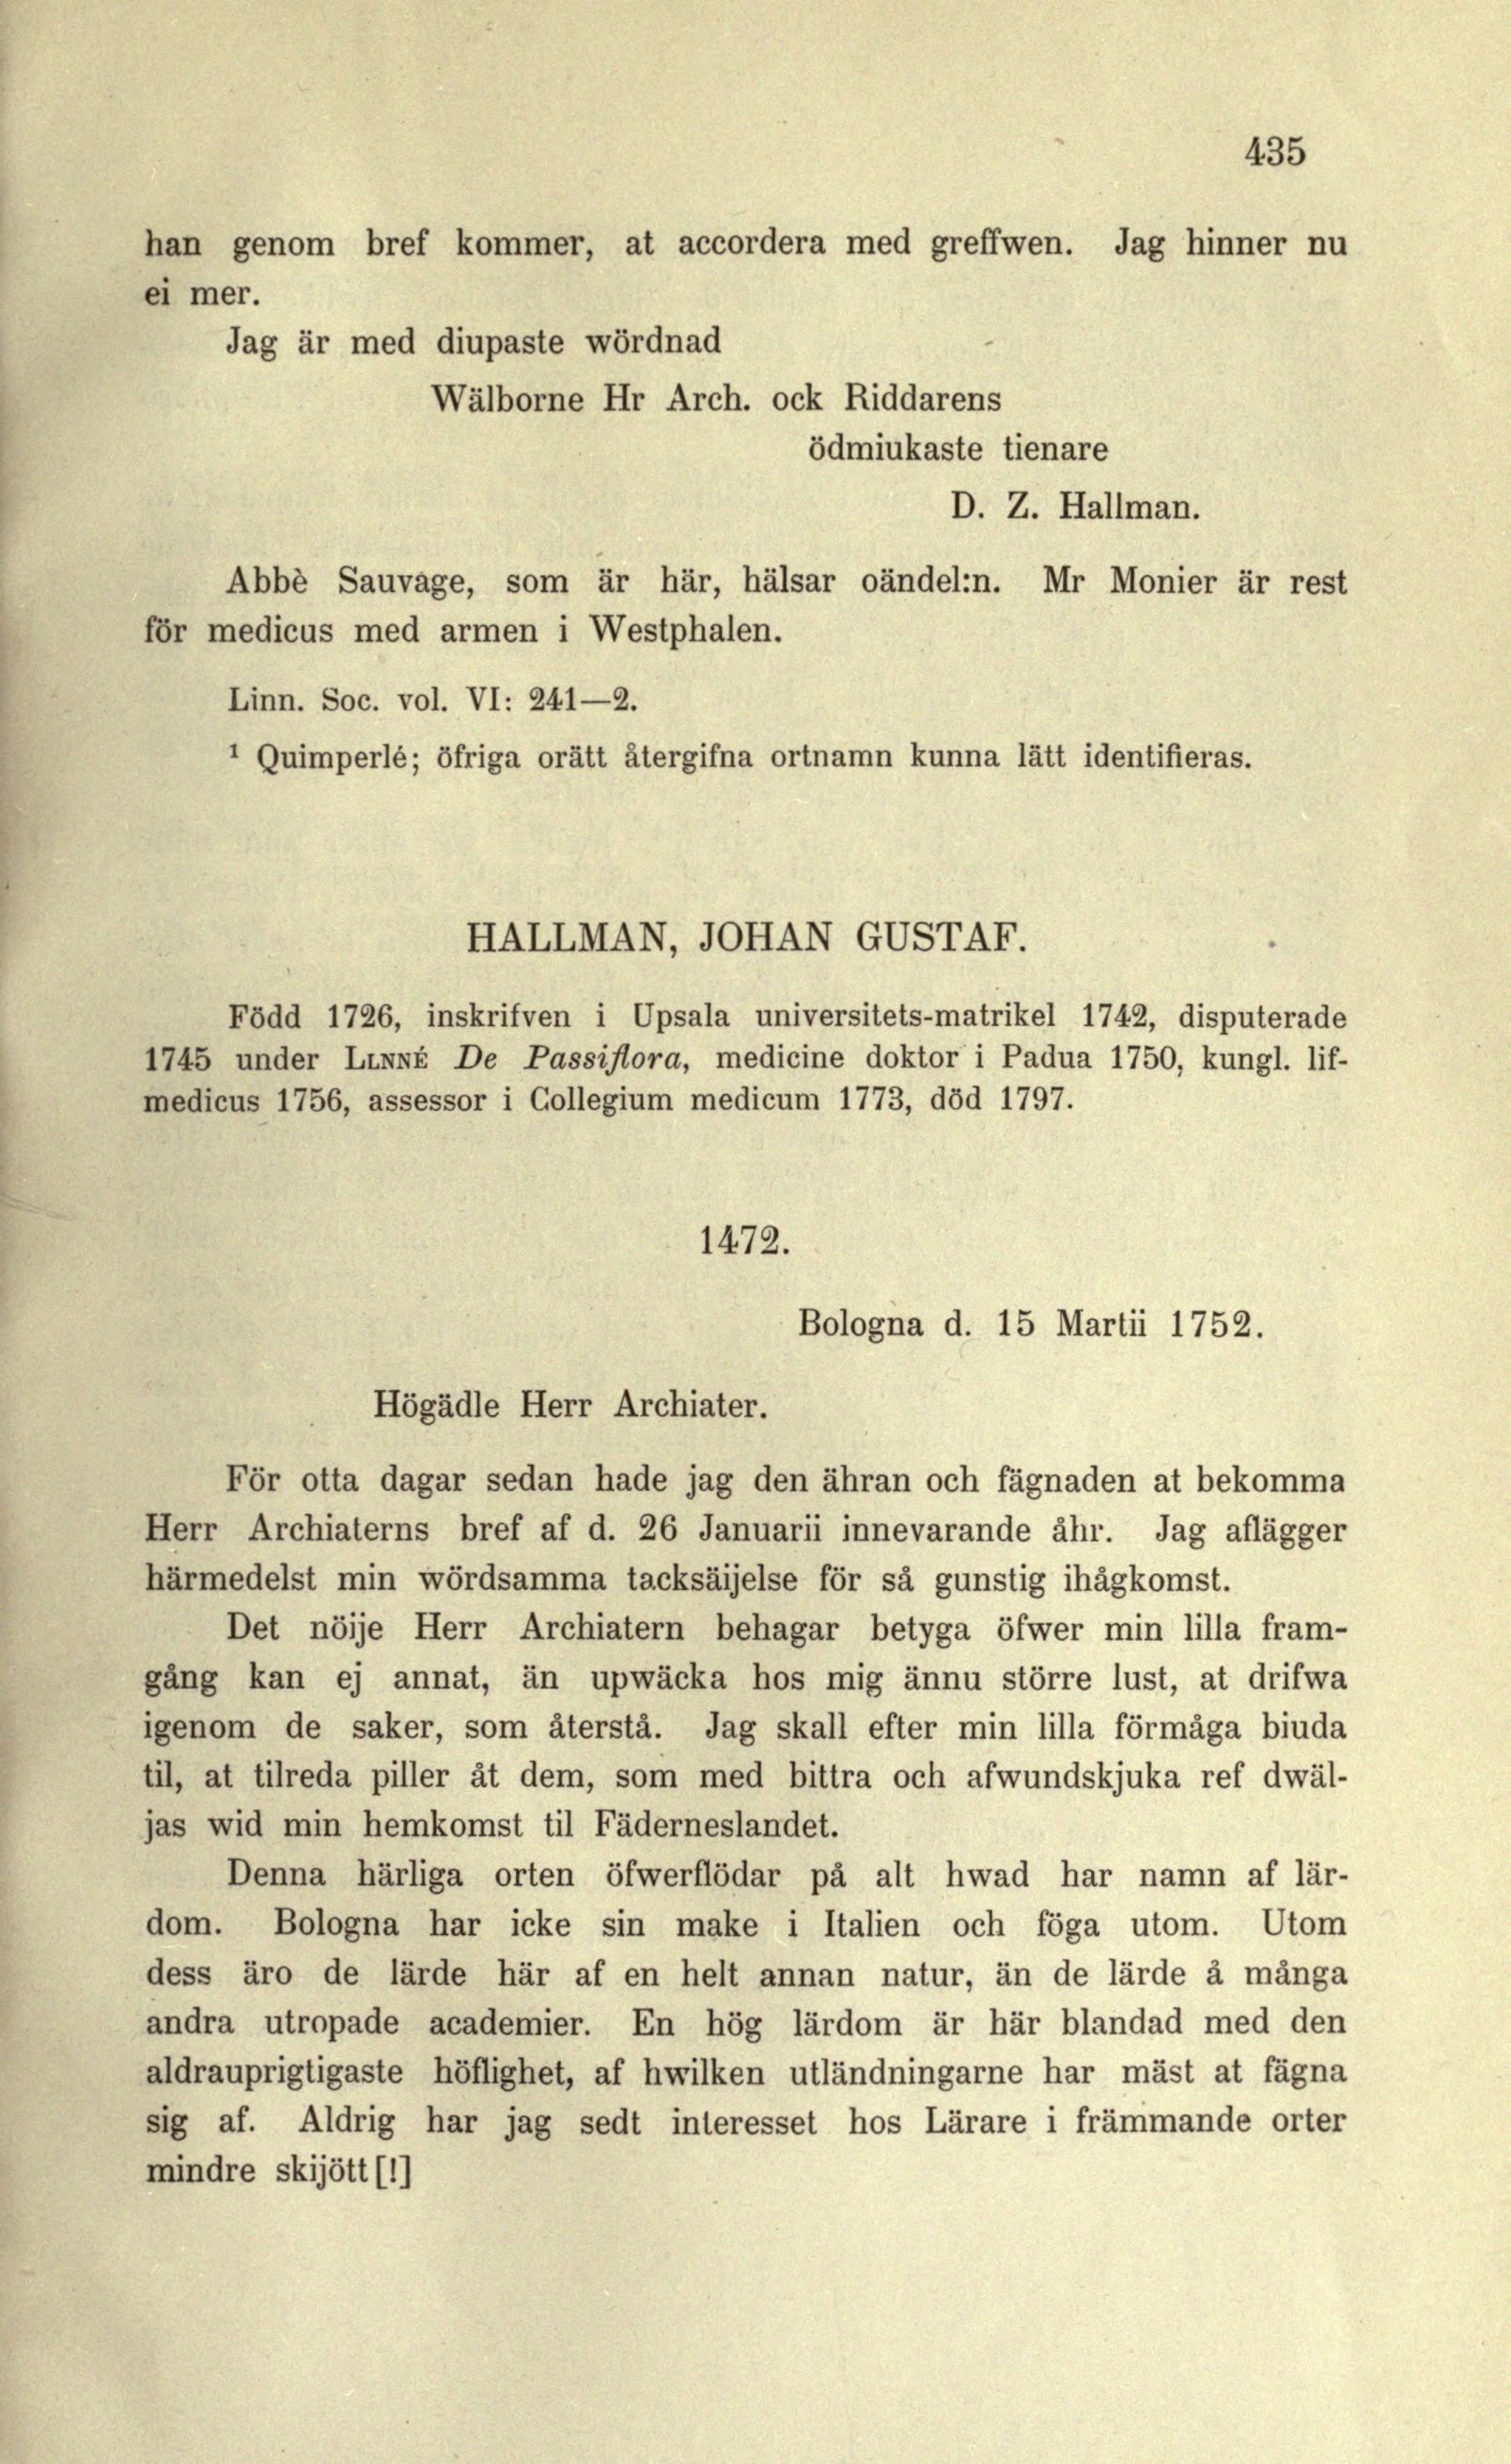 435
han genom bref kommer, at accordera med greffwen. Jag hinner nu
ei mer.
Jag är med diupaste wördnad
Wälborne Hr Arch. ock Riddarens
ödmiukaste tienare
D. Z. Hallman.
Abbè Sauvage, som är här, hälsar oändel:n. Mr Monier är rest
för medicus med armen i Westphalen.
Linn. Soc. vol. VI: 241—2.
¹ Quimperlé; öfriga orätt återgifna ortnamn kunna lätt identifieras.
HALLMAN, JOHAN GUSTAF.
Född 1726, inskrifven i Upsala universitets-matrikel 1742, disputerade
1745 under LINNÉ De Passiflora, medicine doktor i Padua 1750, kungl. lif-
medicus 1756, assessor i Collegium medicum 1773, död 1797.
1472.
Bologna d. 15 Martii 1752.
Högädle Herr Archiater.
För otta dagar sedan hade jag den ähran och fägnaden at bekomma
Herr Archiaterns bref af d. 26 Januarii innevarande åhr. Jag aflägger
härmedelst min wördsamma tacksäijelse för så gunstig ihågkomst.
Det nöije Herr Archiatern behagar betyga öfwer min lilla fram-
gång kan ej annat, än upwäcka hos mig ännu större lust, at drifwa
igenom de saker, som återstå. Jag skall efter min lilla förmåga biuda
til, at tilreda piller åt dem, som med bittra och afwundskjuka ref dwäl-
jas wid min hemkomst til Fäderneslandet.
Denna härliga orten öfwerflödar på alt hwad har namn af lär-
dom. Bologna har icke sin make i Italien och föga utom. Utom
dess äro de lärde här af en helt annan natur, än de lärde å många
andra utropade academier. En hög lärdom är här blandad med den
aldrauprigtigaste höflighet, af hwilken utländningarne har mäst at fägna
sig af. Aldrig har jag sedt interesset hos Lärare i främmande orter
mindre skijött [!]